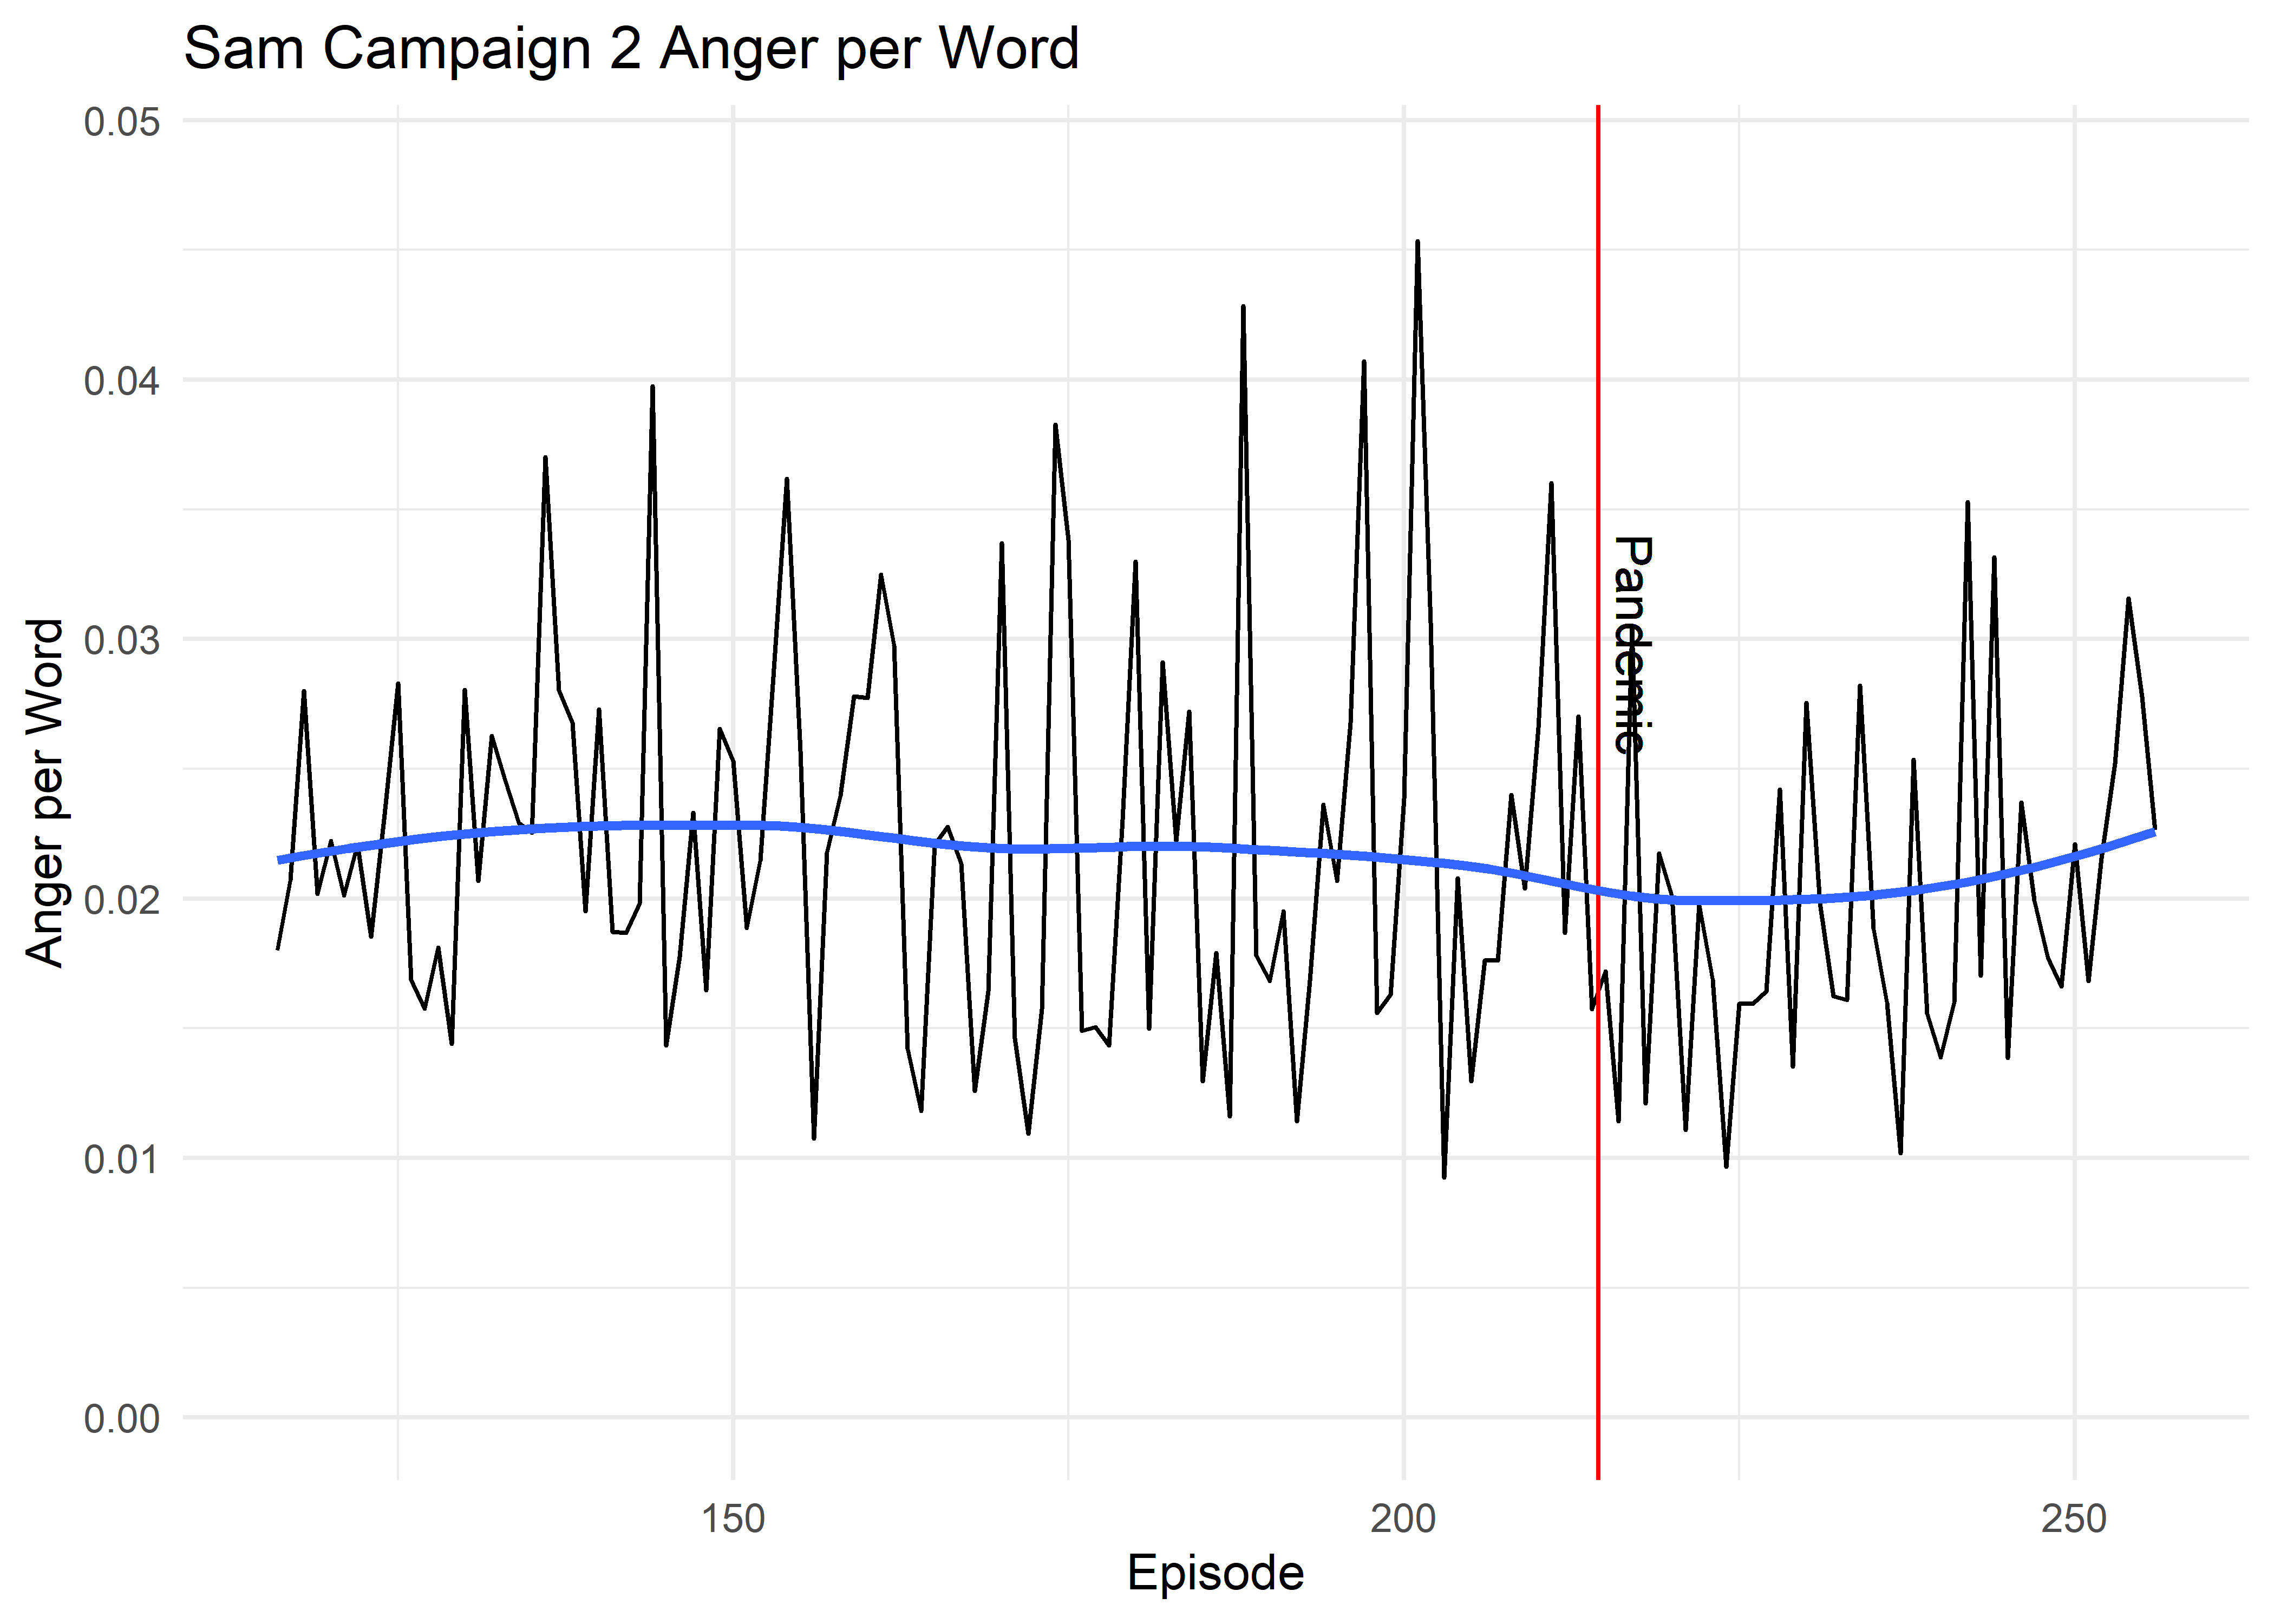 Sam Campaign 2 Anger per Word
0.05
0.04
0.03
0.02
0.01
0.00
Anger per Word
Pandemic
150
200
250
Episode